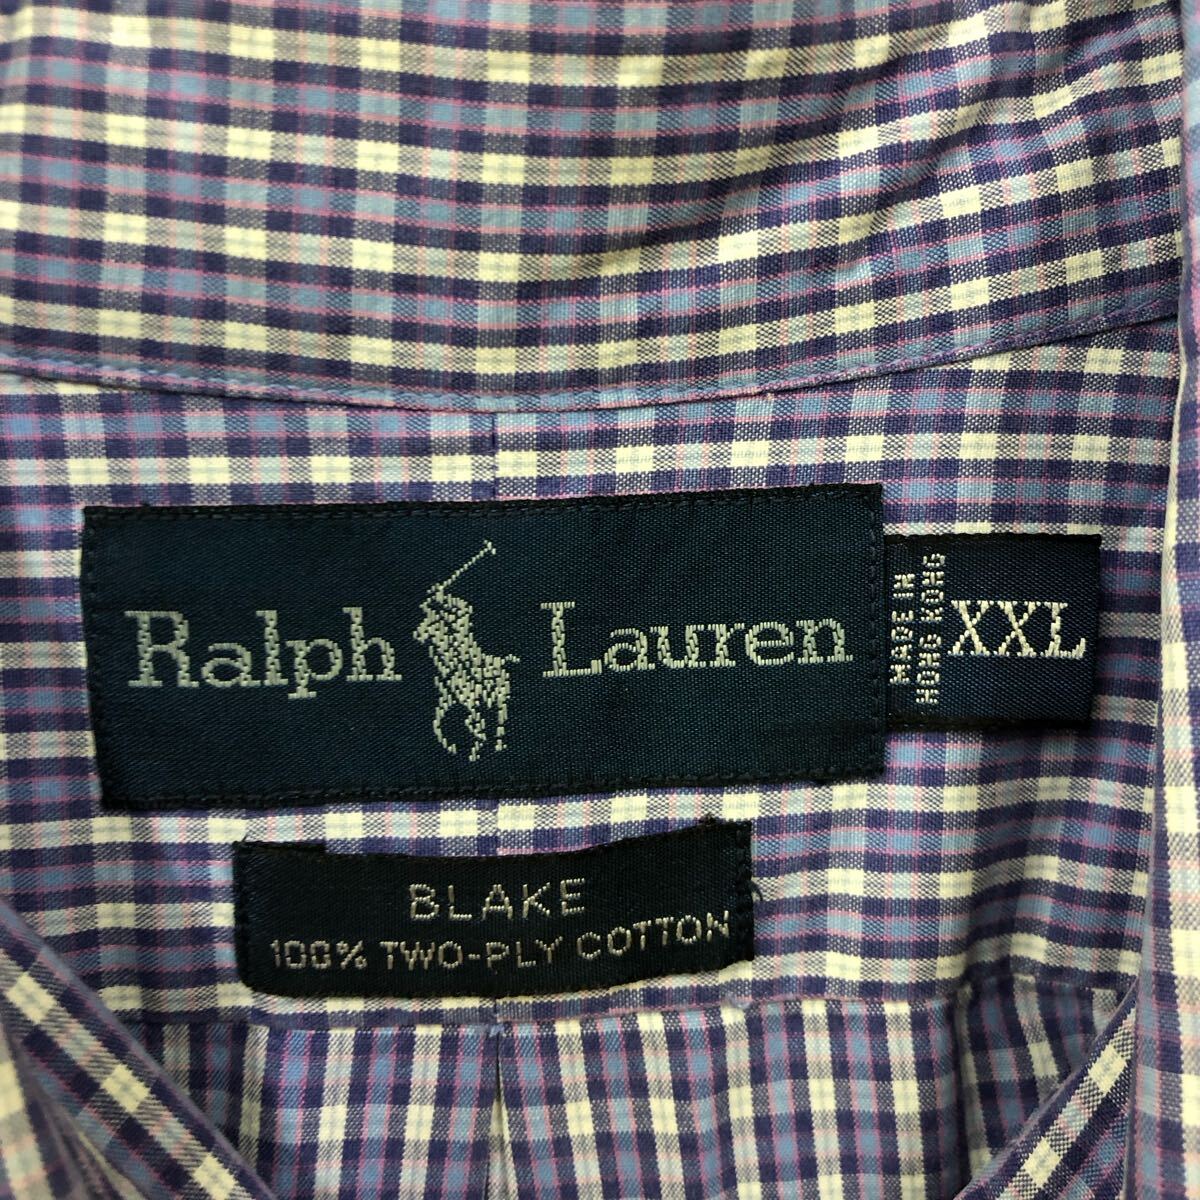 Ralph Lauren
MADE IN
HONG KONG
XXL
BLAKE
100% TWO-PLY COTTON